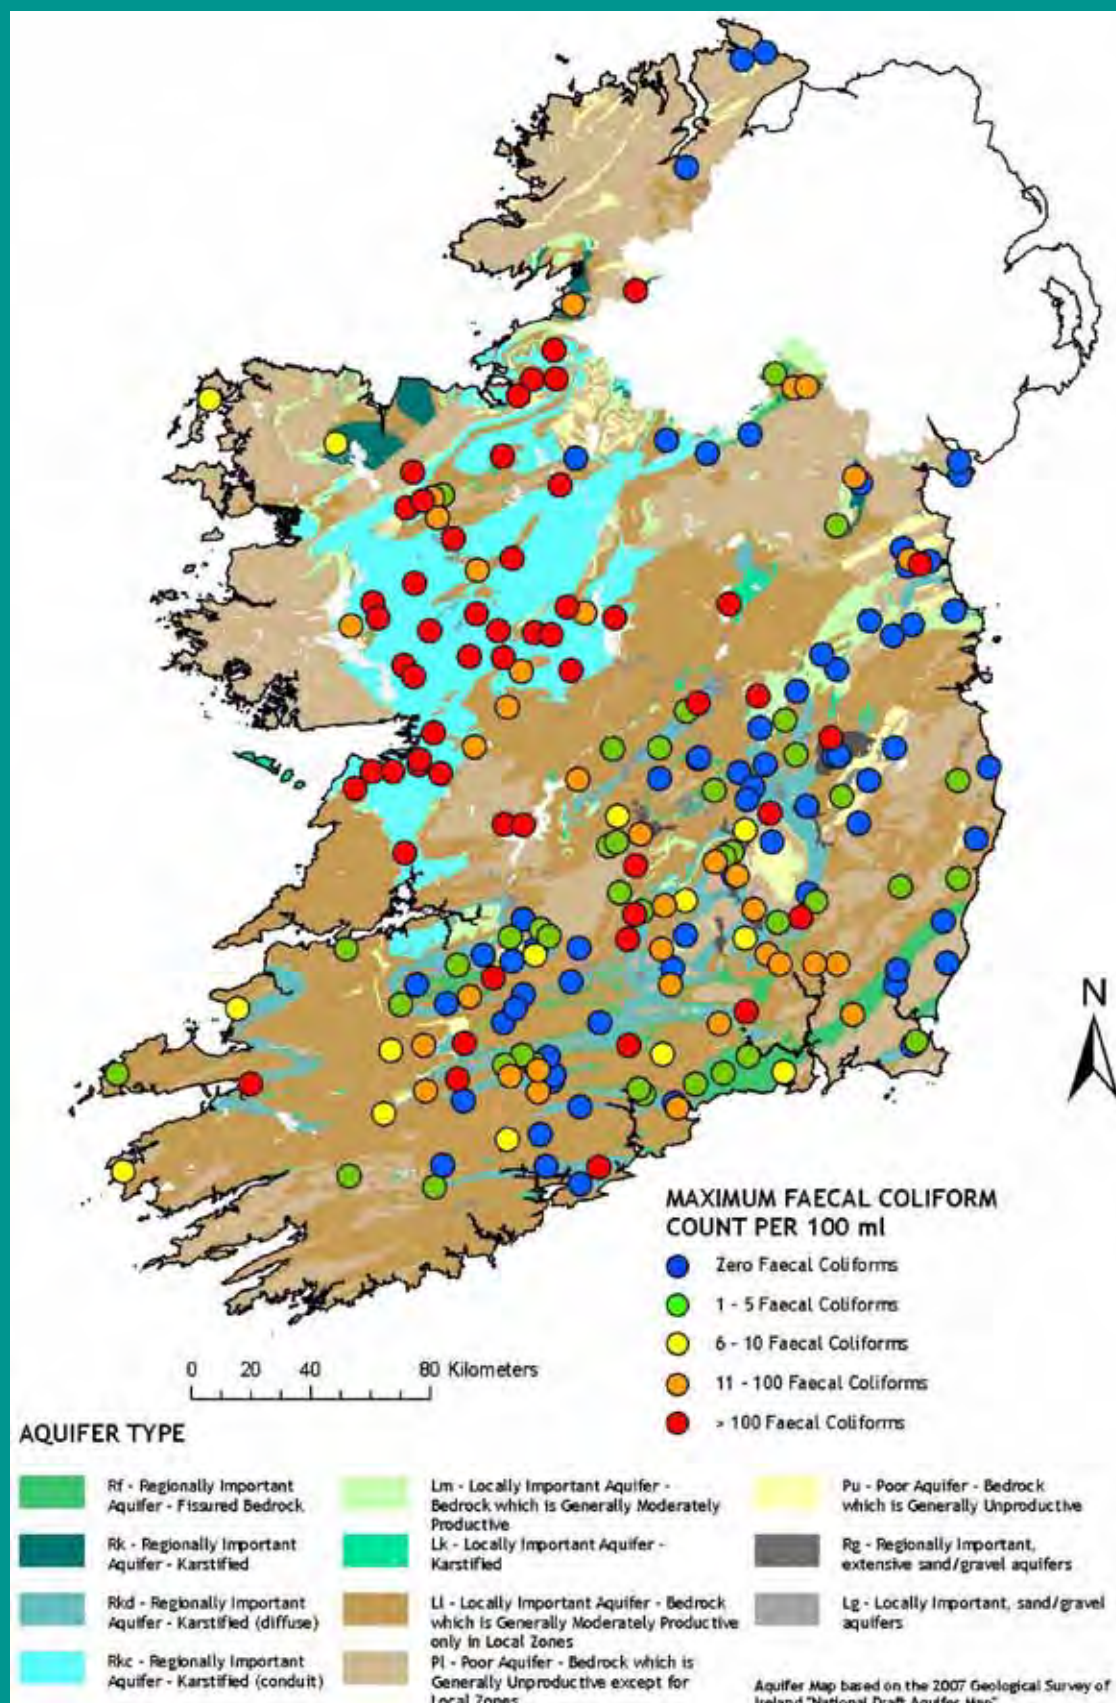 N
MAXIMUM FAECAL COLIFORM
COUNT PER 100 ml
Zero Faecal Coliforms
1 - 5 Faecal Coliforms
6 - 10 Faecal Coliforms
11 - 100 Faecal Coliforms
> 100 Faecal Coliforms
0 20 40 80 Kilometers
AQUIFER TYPE
Rf - Regionally Important
Aquifer - Fissured Bedrock
Rk - Regionally Important
Aquifer - Karstified
Rkd - Regionally Important
Aquifer - Karstified (diffuse)
Rkc - Regionally Important
Aquifer - Karstified (conduit)
Lm - Locally Important Aquifer -
Bedrock which is Generally Moderately
Productive
Lk - Locally Important Aquifer -
Karstified
Ll - Locally Important Aquifer - Bedrock
which is Generally Moderately Productive
only in Local Zones
Pl - Poor Aquifer - Bedrock which is
Generally Unproductive except for
Local Zones
Pu - Poor Aquifer - Bedrock
which is Generally Unproductive
Rg - Regionally Important,
extensive sand/gravel aquifers
Lg - Locally Important, sand/gravel
aquifers
Aquifer Map based on the 2007 Geological Survey of
Ireland "National Draft Aquifer Map"